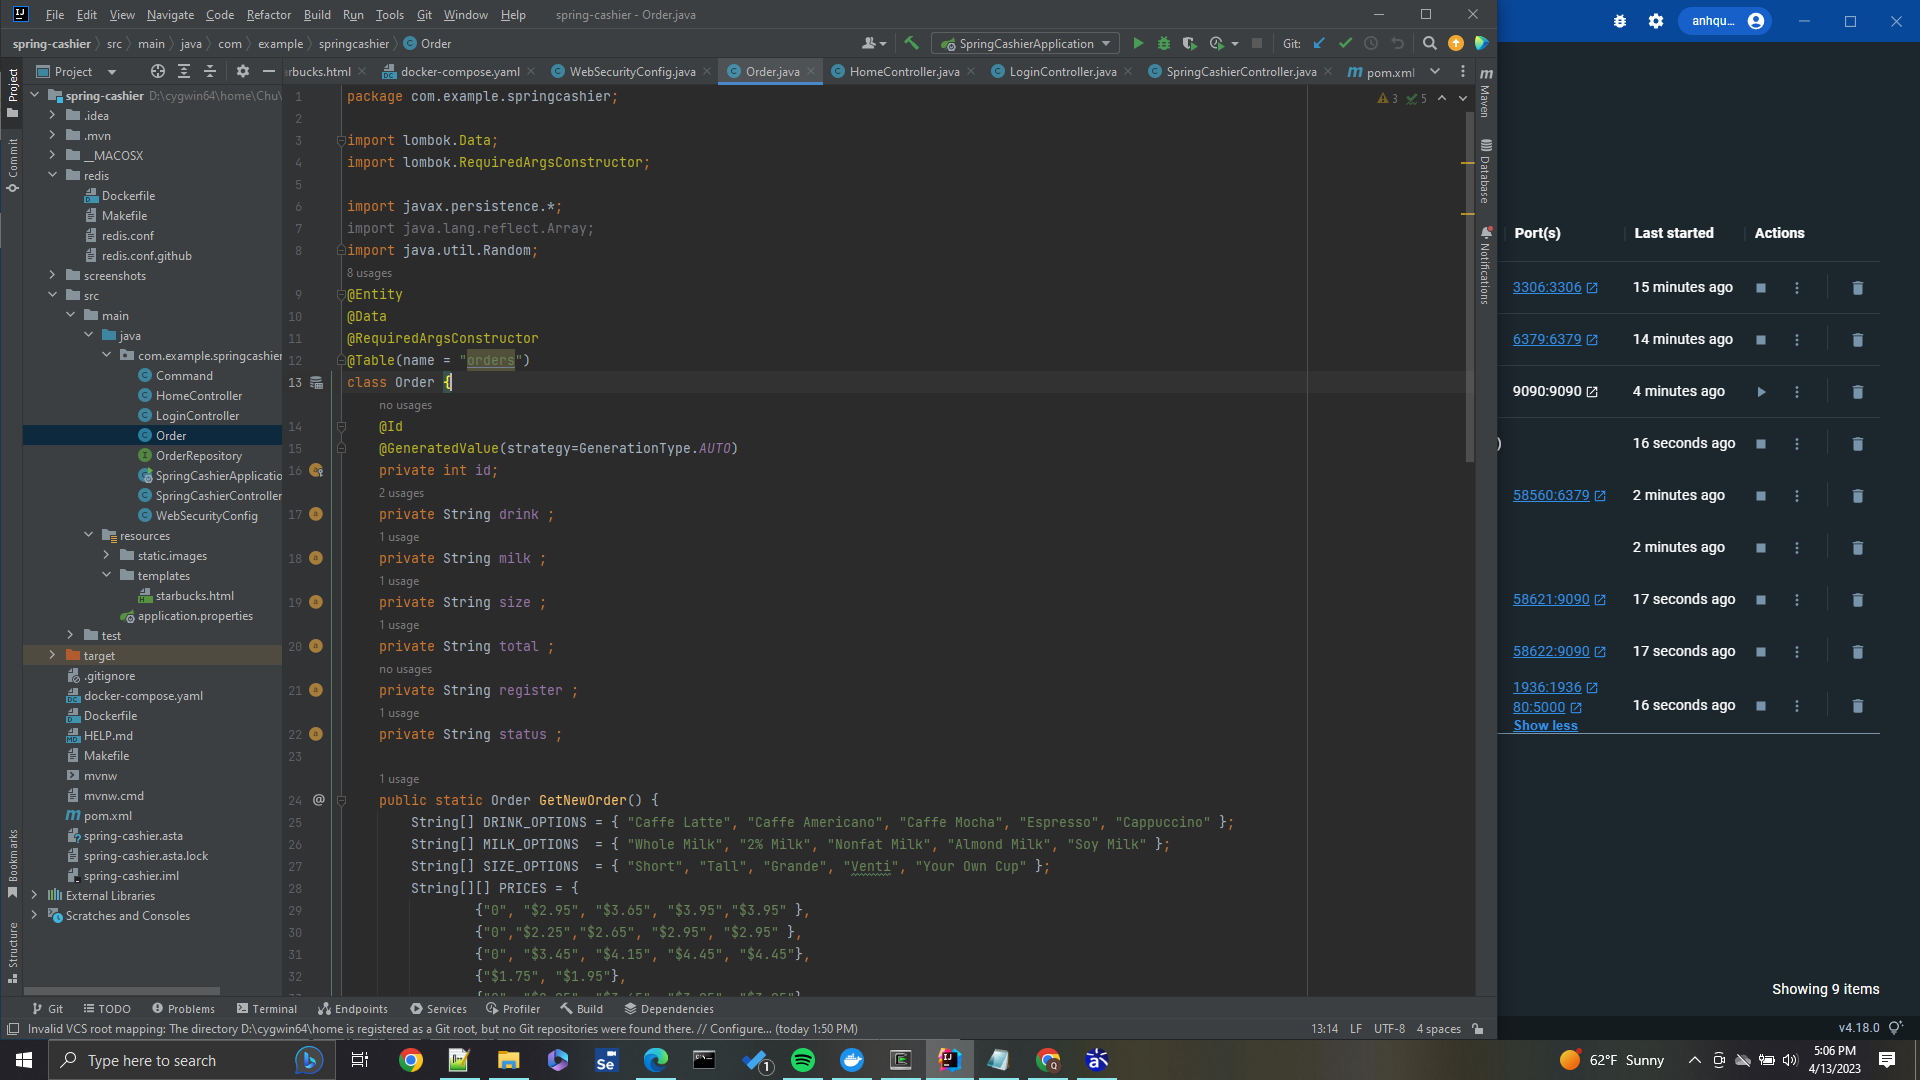 File Edit View Navigate Code Refactor Build Run Tools Git Window Help spring-cashier - Order.java
anhqu...
spring-cashier src main java com example springcashier Order
SpringCashierApplication Git:
Project
rbucks.html docker-compose.yaml WebSecurityConfig.java Order.java HomeController.java LoginController.java SpringCashierController.java pom.xml
Project
Commit
Bookmarks
Structure
spring-cashier D:\cygwin64\home\Chu\
.idea
.mvn
__MACOSX
redis
Dockerfile
Makefile
redis.conf
redis.conf.github
screenshots
src
main
java
com.example.springcashier
Command
HomeController
LoginController
Order
OrderRepository
SpringCashierApplicatio
SpringCashierController
WebSecurityConfig
resources
static.images
templates
starbucks.html
application.properties
test
target
.gitignore
docker-compose.yaml
Dockerfile
HELP.md
Makefile
mvnw
mvnw.cmd
pom.xml
spring-cashier.asta
spring-cashier.asta.lock
spring-cashier.iml
External Libraries
Scratches and Consoles
3 5
1 package com.example.springcashier;
2
3 import lombok.Data;
4 import lombok.RequiredArgsConstructor;
5
6 import javax.persistence.*;
7 import java.lang.reflect.Array;
8 import java.util.Random;
8 usages
9 @Entity
10 @Data
11 @RequiredArgsConstructor
12 @Table(name = "orders")
13 class Order {
no usages
14 @Id
15 @GeneratedValue(strategy=GenerationType.AUTO)
16 private int id;
2 usages
17 private String drink ;
1 usage
18 private String milk ;
1 usage
19 private String size ;
1 usage
20 private String total ;
no usages
21 private String register ;
1 usage
22 private String status ;
23
1 usage
24 public static Order GetNewOrder() {
25 String[] DRINK_OPTIONS = { "Caffe Latte", "Caffe Americano", "Caffe Mocha", "Espresso", "Cappuccino" };
26 String[] MILK_OPTIONS = { "Whole Milk", "2% Milk", "Nonfat Milk", "Almond Milk", "Soy Milk" };
27 String[] SIZE_OPTIONS = { "Short", "Tall", "Grande", "Venti", "Your Own Cup" };
28 String[][] PRICES = {
29 {"0", "$2.95", "$3.65", "$3.95","$3.95" },
30 {"0","$2.25","$2.65", "$2.95", "$2.95" },
31 {"0", "$3.45", "$4.15", "$4.45", "$4.45"},
32 {"$1.75", "$1.95"},
Maven
Database
Notifications
Port(s) Last started Actions
3306:3306 15 minutes ago
6379:6379 14 minutes ago
9090:9090 4 minutes ago
) 16 seconds ago
58560:6379 2 minutes ago
2 minutes ago
58621:9090 17 seconds ago
58622:9090 17 seconds ago
1936:1936
80:5000 16 seconds ago
Show less
Showing 9 items
v4.18.0
Git TODO Problems Terminal Endpoints Services Profiler Build Dependencies
Invalid VCS root mapping: The directory D:\cygwin64\home is registered as a Git root, but no Git repositories were found there. // Configure... (today 1:50 PM) 13:14 LF UTF-8 4 spaces
Type here to search
62°F Sunny
5:06 PM
4/13/2023